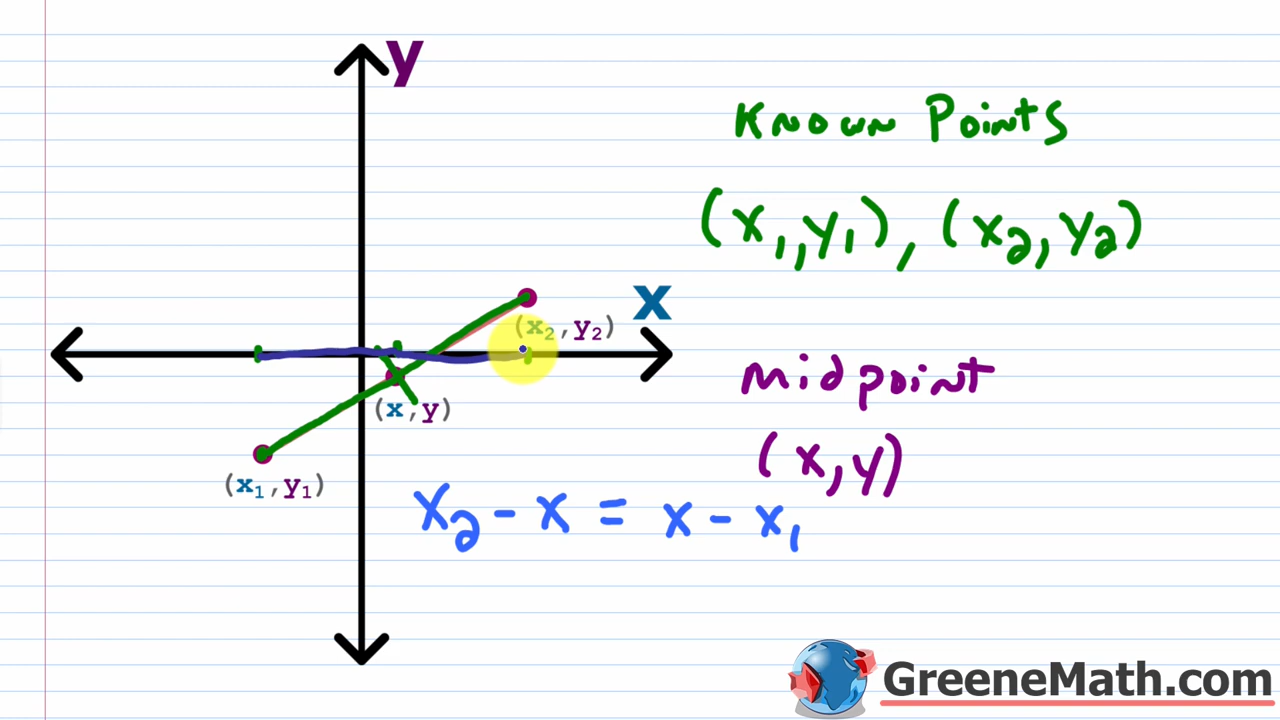 y
Known Points
(x₁,y₁), (x₂,y₂)
x
(x₂,y₂)
midpoint
(x,y)
(x,y)
(x₁,y₁)
x₂ - x = x - x₁
GreeneMath.com